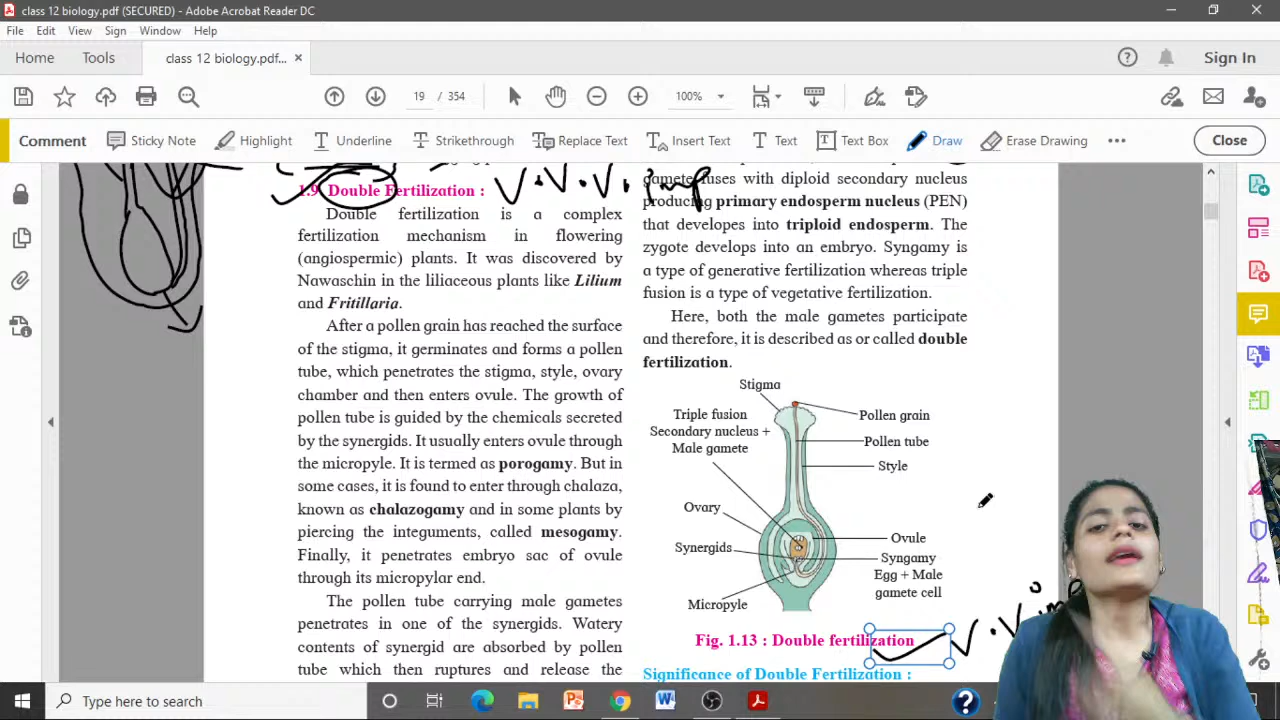 class 12 biology.pdf (SECURED) - Adobe Acrobat Reader DC
File Edit View Sign Window Help
Home Tools class 12 biology.pdf... × Sign In
19 / 354 100%
Comment Sticky Note Highlight Underline Strikethrough Replace Text Insert Text Text Text Box Draw Erase Drawing Close
1.9 Double Fertilization : V.V.V. imp
Double fertilization is a complex
fertilization mechanism in flowering
(angiospermic) plants. It was discovered by
Nawaschin in the liliaceous plants like Lilium
and Fritillaria.
After a pollen grain has reached the surface
of the stigma, it germinates and forms a pollen
tube, which penetrates the stigma, style, ovary
chamber and then enters ovule. The growth of
pollen tube is guided by the chemicals secreted
by the synergids. It usually enters ovule through
the micropyle. It is termed as porogamy. But in
some cases, it is found to enter through chalaza,
known as chalazogamy and in some plants by
piercing the integuments, called mesogamy.
Finally, it penetrates embryo sac of ovule
through its micropylar end.
The pollen tube carrying male gametes
penetrates in one of the synergids. Watery
contents of synergid are absorbed by pollen
tube which then ruptures and release the
gamete fuses with diploid secondary nucleus
producing primary endosperm nucleus (PEN)
that develops into triploid endosperm. The
zygote develops into an embryo. Syngamy is
a type of generative fertilization whereas triple
fusion is a type of vegetative fertilization.
Here, both the male gametes participate
and therefore, it is described as or called double
fertilization.
Stigma
Triple fusion
Secondary nucleus +
Male gamete
Pollen grain
Pollen tube
Style
Ovary
Synergids
Micropyle
Ovule
Syngamy
Egg + Male
gamete cell
Fig. 1.13 : Double fertilization V.V. imp
Significance of Double Fertilization :
Type here to search